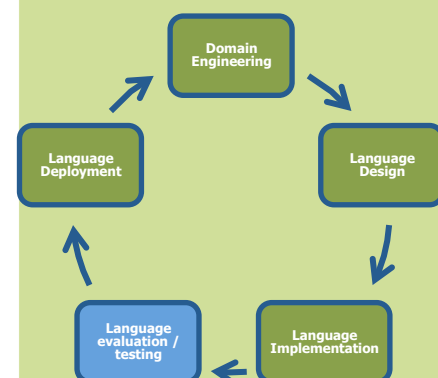 Domain
Engineering
Language
Deployment
Language
Design
Language
evaluation /
testing
Language
Implementation